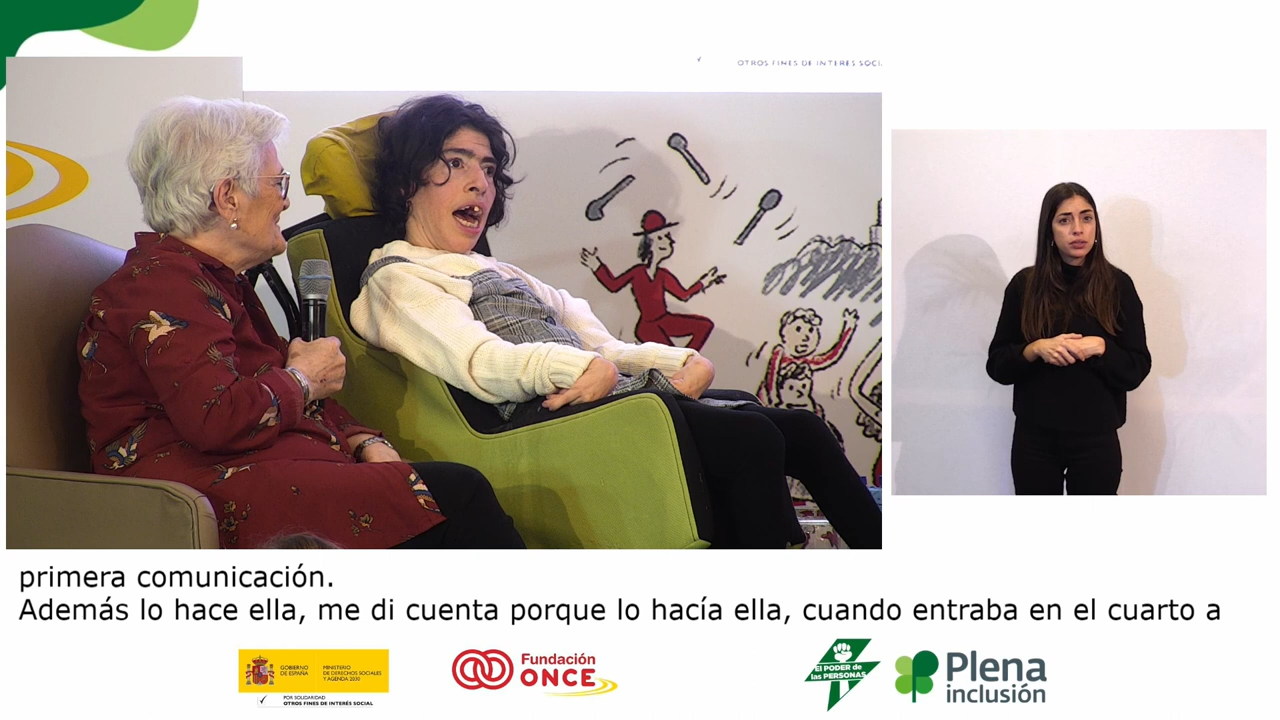 OTROS FINES DE INTERÉS SOCI
primera comunicación.
Además lo hace ella, me di cuenta porque lo hacía ella, cuando entraba en el cuarto a
GOBIERNO
DE ESPAÑA
MINISTERIO
DE DERECHOS SOCIALES
Y AGENDA 2030
POR SOLIDARIDAD
OTROS FINES DE INTERÉS SOCIAL
Fundación
ONCE
EL PODER de
las PERSONAS
Plena
inclusión